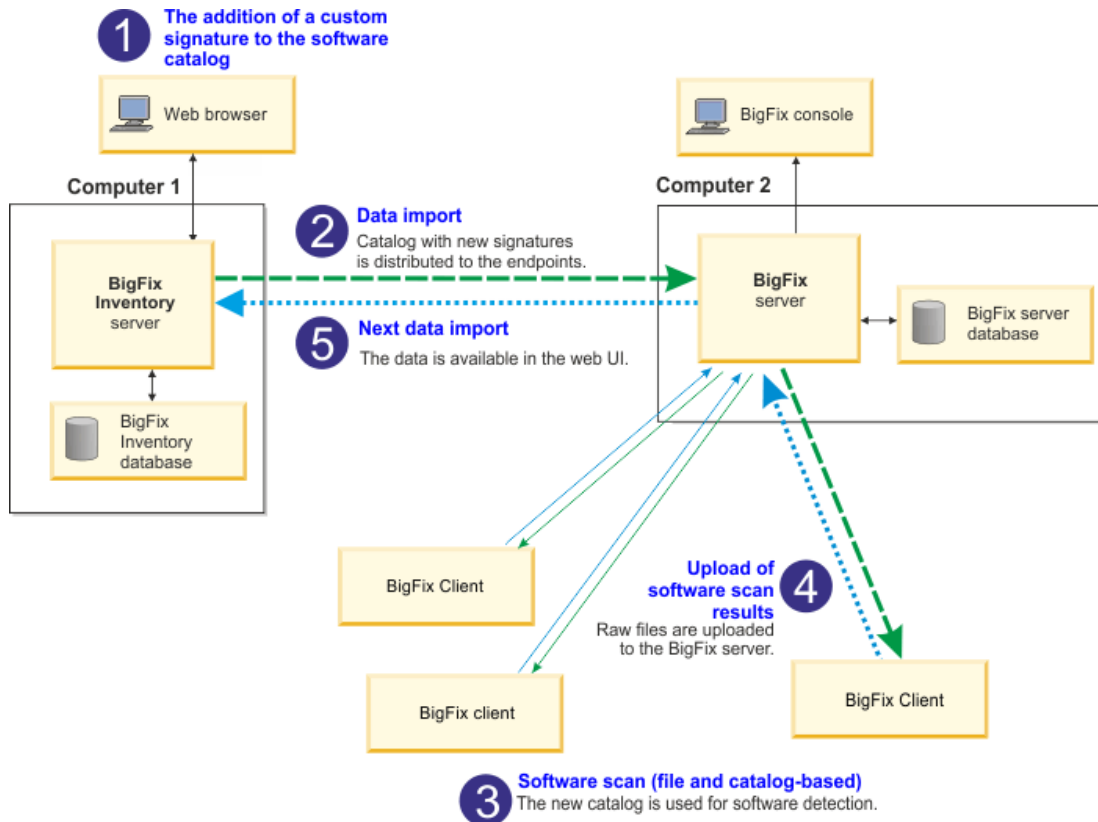 1
The addition of a custom
signature to the software
catalog
Web browser
BigFix console
Computer 1
Computer 2
2
Data import
Catalog with new signatures
is distributed to the endpoints.
BigFix
Inventory
server
BigFix
server
BigFix server
database
5
Next data import
The data is available in the web UI.
BigFix
Inventory
database
BigFix Client
Upload of
software scan
results
4
Raw files are uploaded
to the BigFix server.
BigFix client
BigFix Client
3
Software scan (file and catalog-based)
The new catalog is used for software detection.